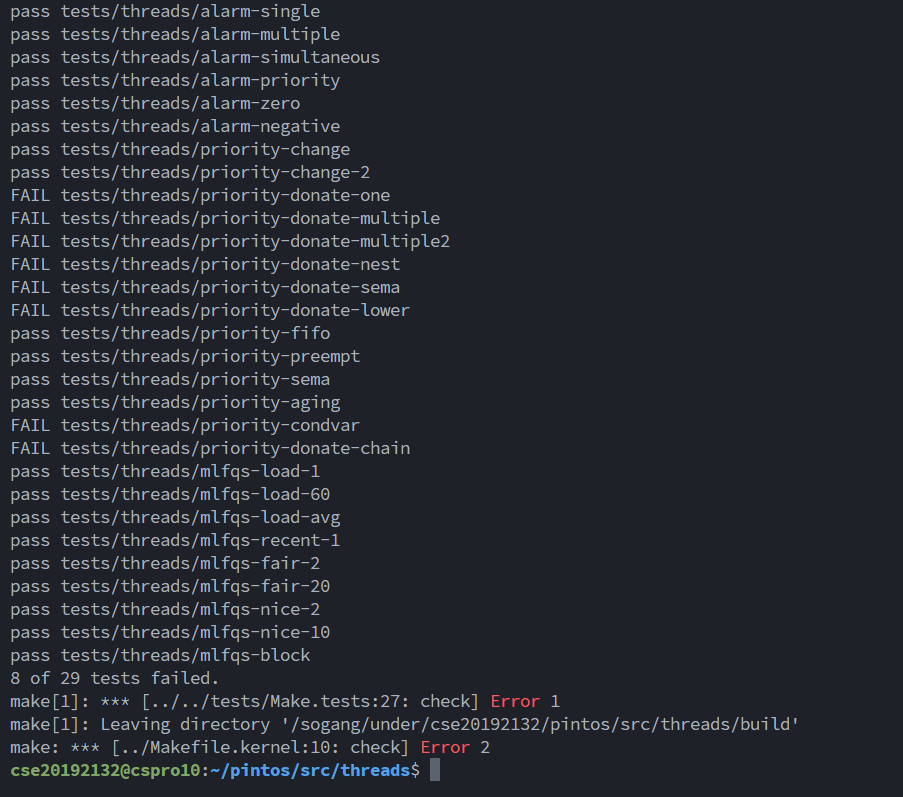 pass tests/threads/alarm-single
pass tests/threads/alarm-multiple
pass tests/threads/alarm-simultaneous
pass tests/threads/alarm-priority
pass tests/threads/alarm-zero
pass tests/threads/alarm-negative
pass tests/threads/priority-change
pass tests/threads/priority-change-2
FAIL tests/threads/priority-donate-one
FAIL tests/threads/priority-donate-multiple
FAIL tests/threads/priority-donate-multiple2
FAIL tests/threads/priority-donate-nest
FAIL tests/threads/priority-donate-sema
FAIL tests/threads/priority-donate-lower
pass tests/threads/priority-fifo
pass tests/threads/priority-preempt
pass tests/threads/priority-sema
pass tests/threads/priority-aging
FAIL tests/threads/priority-condvar
FAIL tests/threads/priority-donate-chain
pass tests/threads/mlfqs-load-1
pass tests/threads/mlfqs-load-60
pass tests/threads/mlfqs-load-avg
pass tests/threads/mlfqs-recent-1
pass tests/threads/mlfqs-fair-2
pass tests/threads/mlfqs-fair-20
pass tests/threads/mlfqs-nice-2
pass tests/threads/mlfqs-nice-10
pass tests/threads/mlfqs-block
8 of 29 tests failed.
make[1]: *** [../../tests/Make.tests:27: check] Error 1
make[1]: Leaving directory '/sogang/under/cse20192132/pintos/src/threads/build'
make: *** [../Makefile.kernel:10: check] Error 2
cse20192132@cspro10:~/pintos/src/threads$